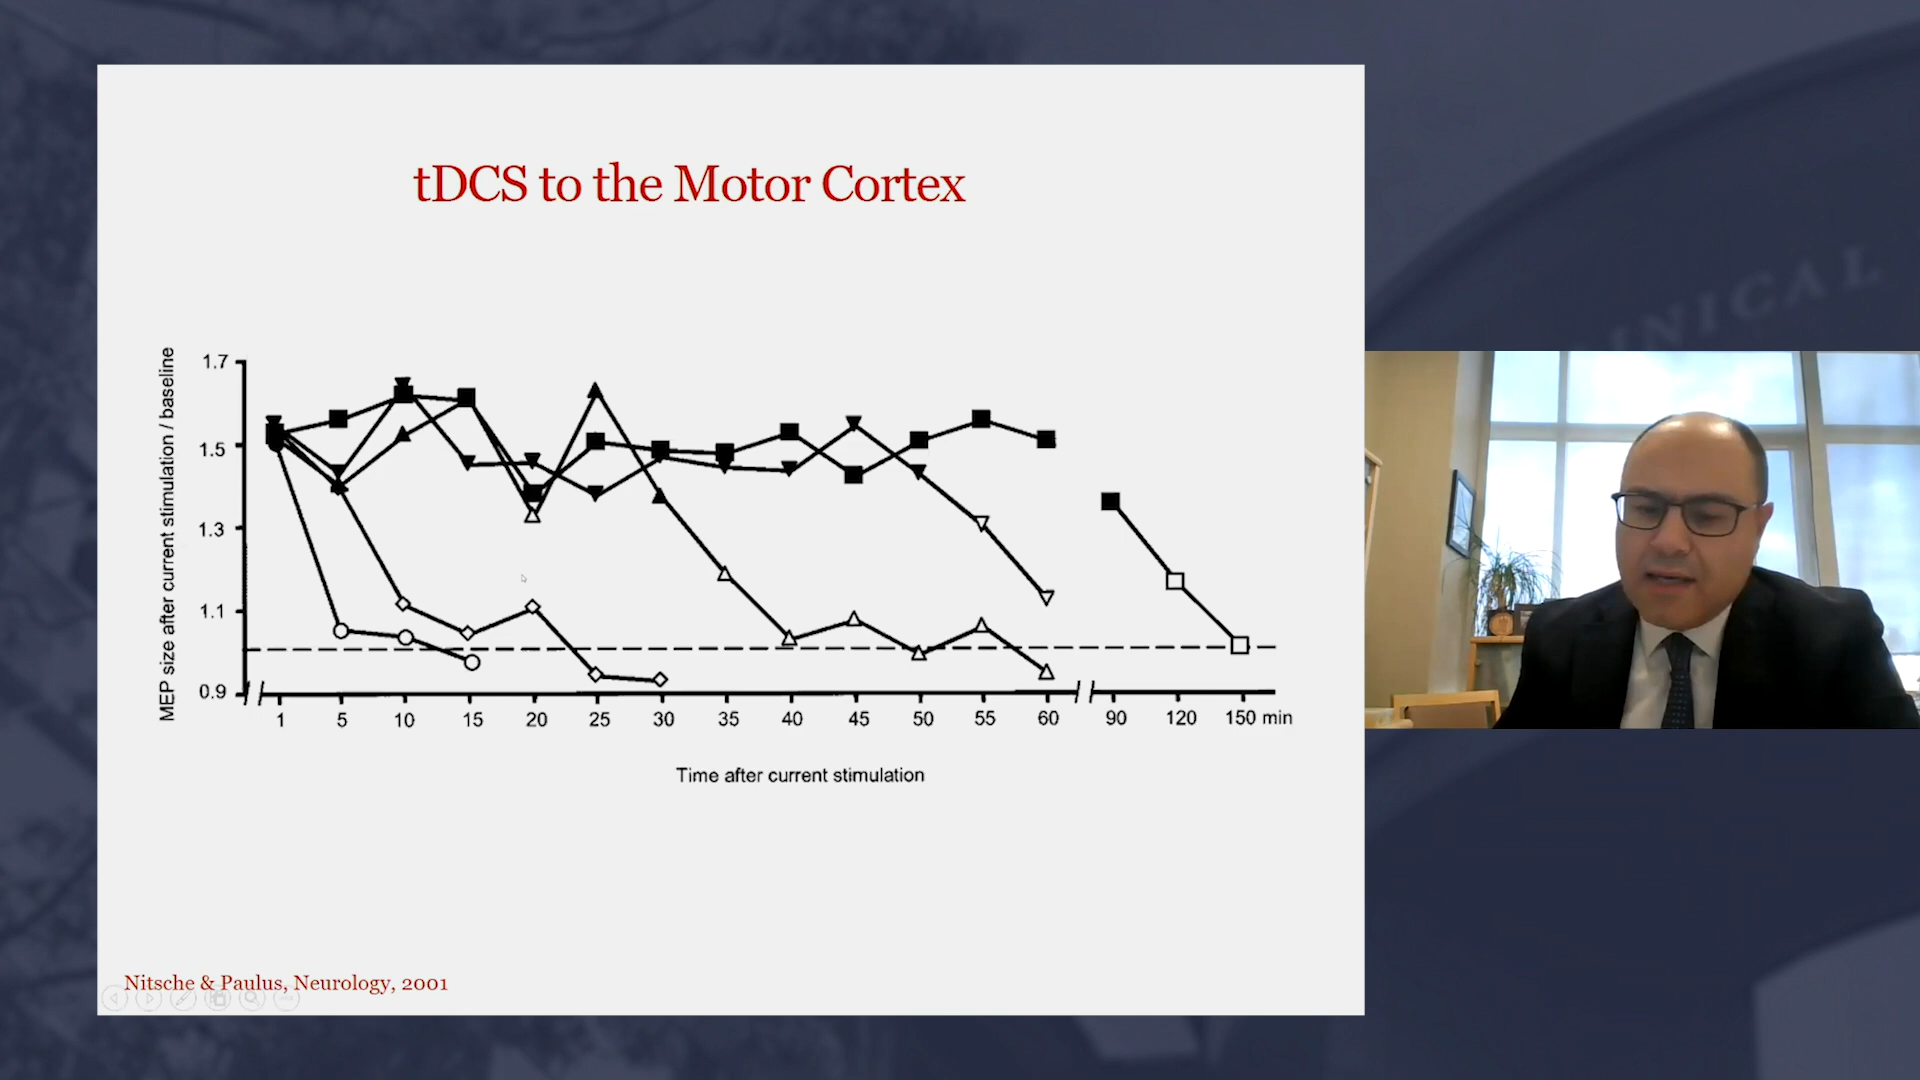 tDCS to the Motor Cortex
MEP size after current stimulation / baseline
1.7
1.5
1.3
1.1
0.9
1 5 10 15 20 25 30 35 40 45 50 55 60 90 120 150 min
Time after current stimulation
Nitsche & Paulus, Neurology, 2001
INICAL